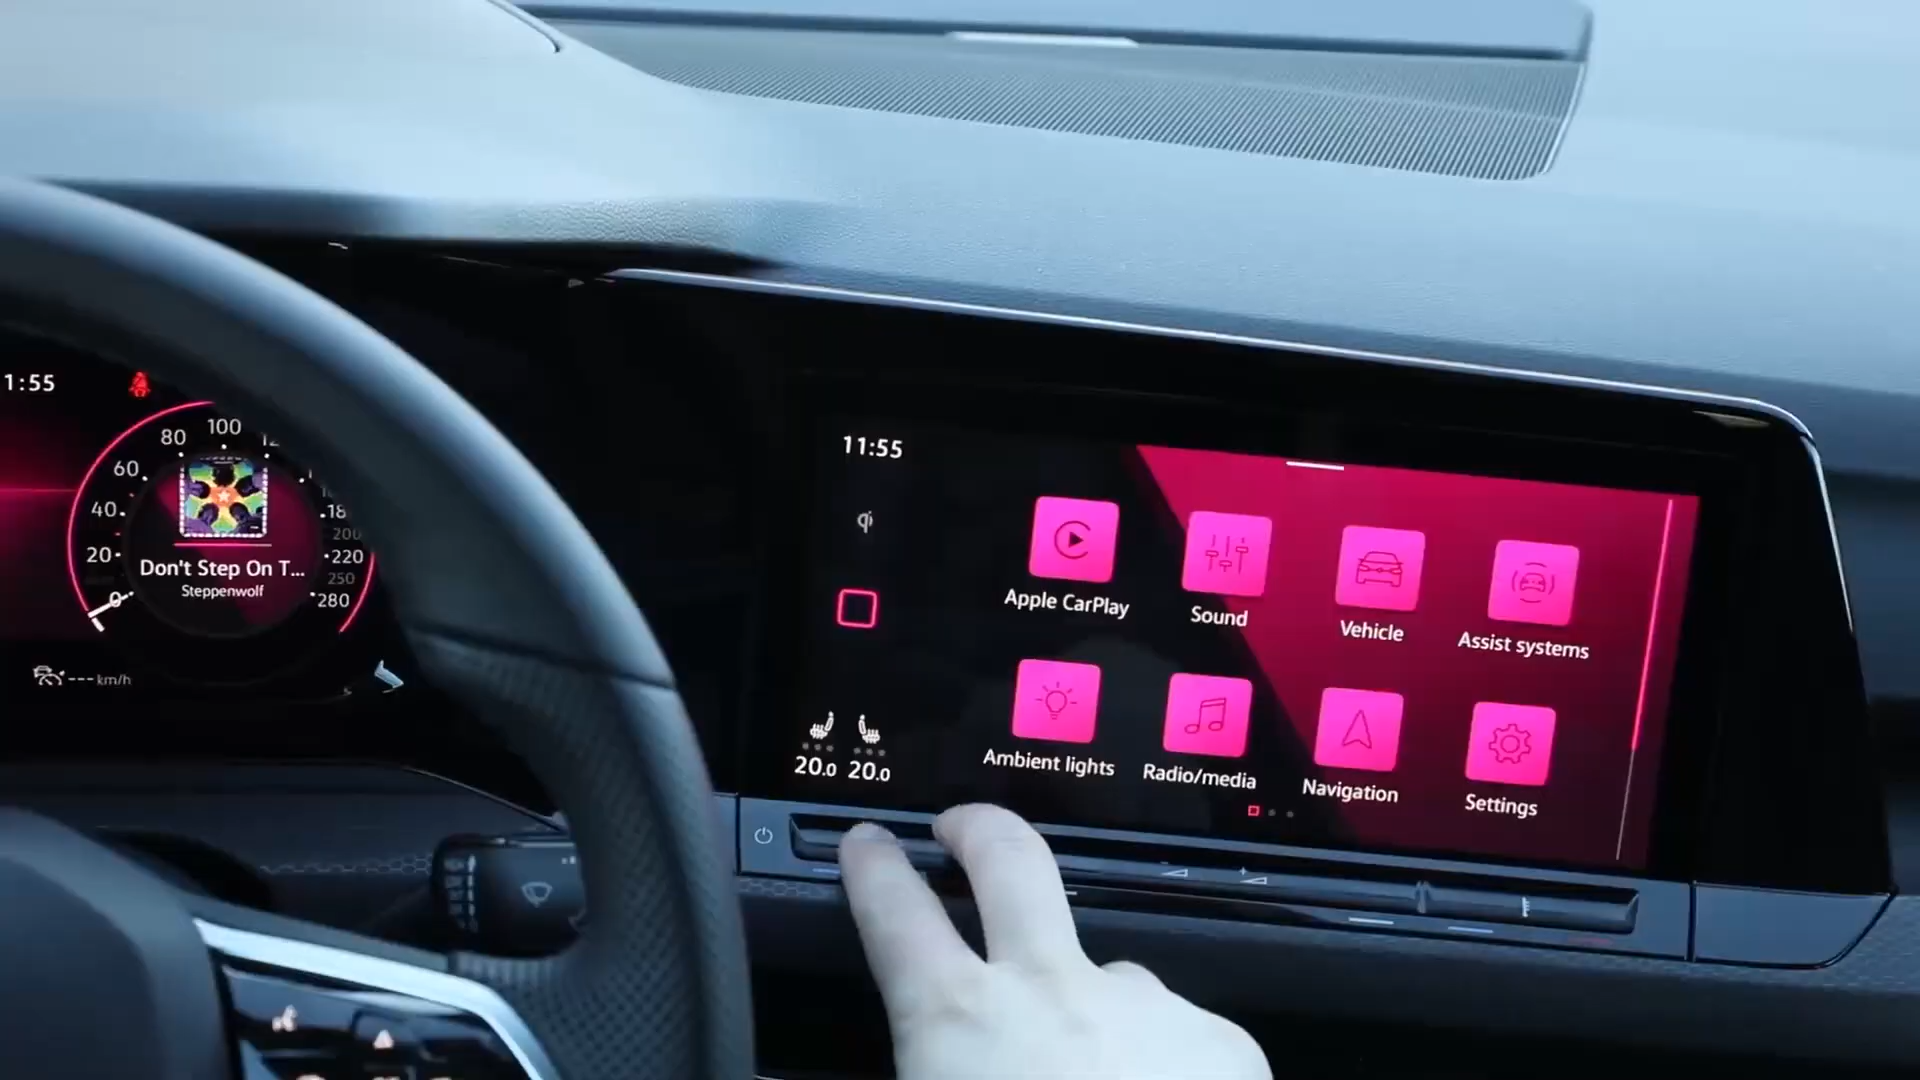 1:55
100
80
60
40
20
0
200
220
250
280
Don't Step On T...
Steppenwolf
--- km/h
11:55
qi
Apple CarPlay
Sound
Vehicle
Assist systems
Ambient lights
Radio/media
Navigation
Settings
20.0 20.0